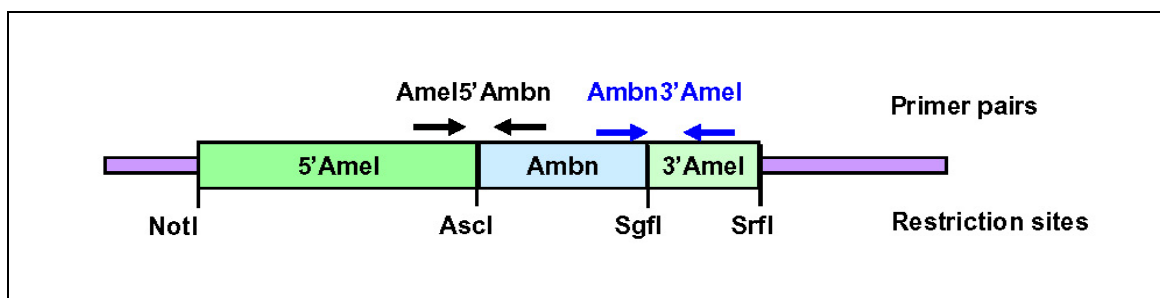 Amel5'Ambn Ambn3'Amel Primer pairs
5'Amel Ambn 3'Amel
NotI AscI SgfI SrfI Restriction sites